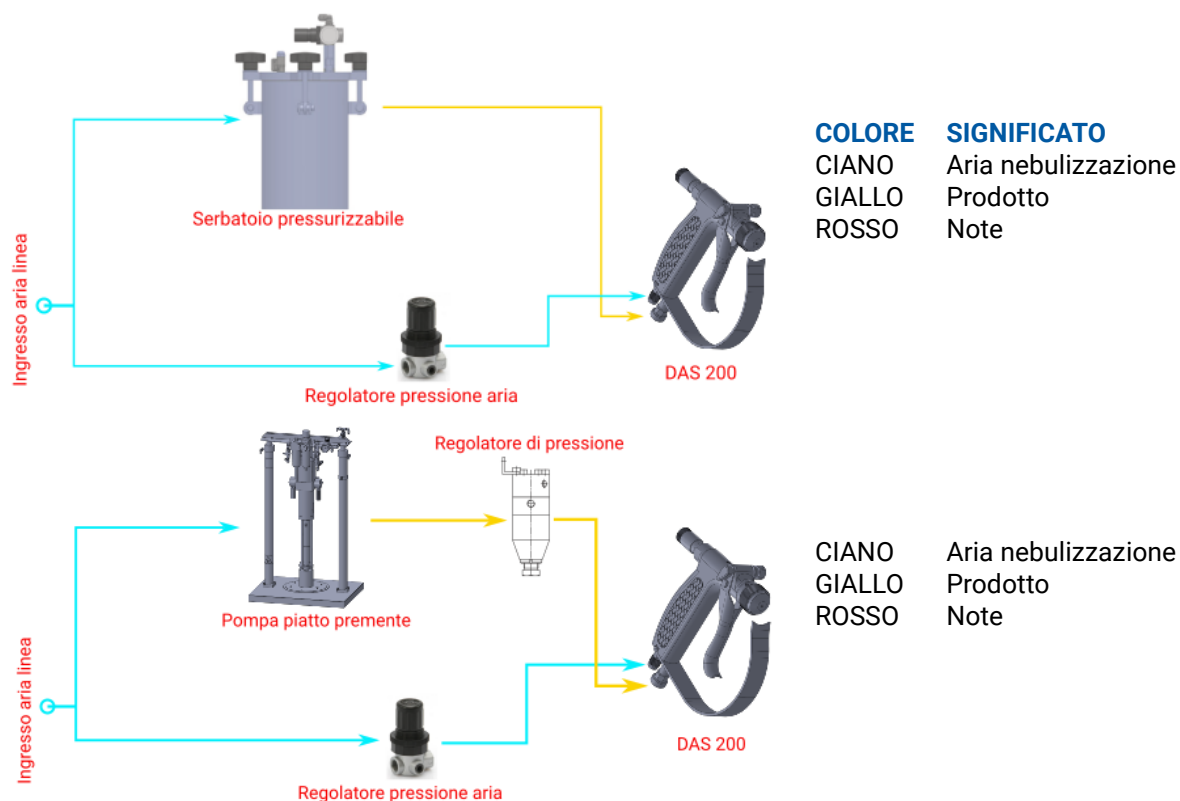 COLORE SIGNIFICATO
CIANO Aria nebulizzazione
GIALLO Prodotto
ROSSO Note
Serbatoio pressurizzabile
Ingresso aria linea
DAS 200
Regolatore pressione aria
Regolatore di pressione
CIANO Aria nebulizzazione
GIALLO Prodotto
ROSSO Note
Pompa piatto premente
Ingresso aria linea
DAS 200
Regolatore pressione aria